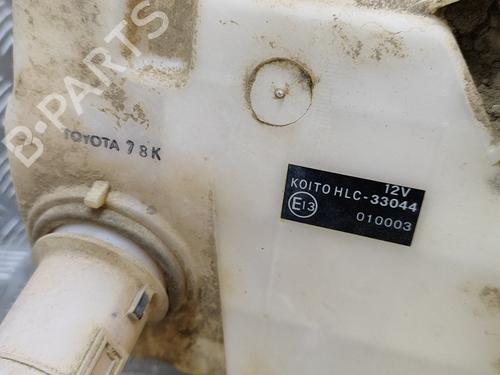 B-PARTS
TOYOTA 78K
12V
KOITO HLC-33044
E13
010003